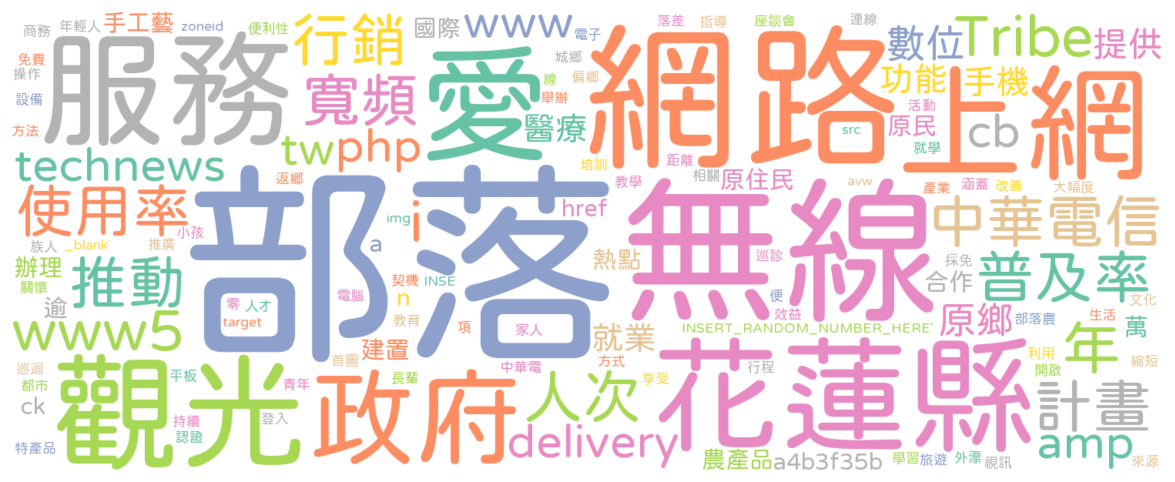 商務
年輕人
手工藝
zoneid
便利性
行銷
國際
www
電子
落差
指導
座談會
連線
數位
Tribe
提供
免費
操作
服務
寬頻
愛
城鄉
偏鄉
線
舉辦
網路
功能
手機
設備
方法
醫療
活動
原民
cb
上網
technews
tw
php
培訓
距離
src
就學
使用率
返鄉
部落
i
img
a
href
教學
相關
原住民
avw
產業
涵蓋
改善
大幅度
小孩
無線
中華電信
族人
_blank`
推廣
熱點
巡診
採免
辦理
關懷
推動
契機
INSE
合作
普及率
逾
零
人才
電腦
n
便
效益
文化
www5
target
教育
項
家人
就業
INSERT_RANDOM_NUMBER_HERE`
原鄉
部落農
生活
萬
年
巡迴
都市
觀光
平板
首圖
建置
中華電
方式
利用
開啟
縮短
ck
青年
政府
長輩
人次
享受
花蓮縣
行程
計畫
持續
認證
登入
特產品
delivery
農產品
a4b3f35b
學習
旅遊
外漂
視訊
amp
來源